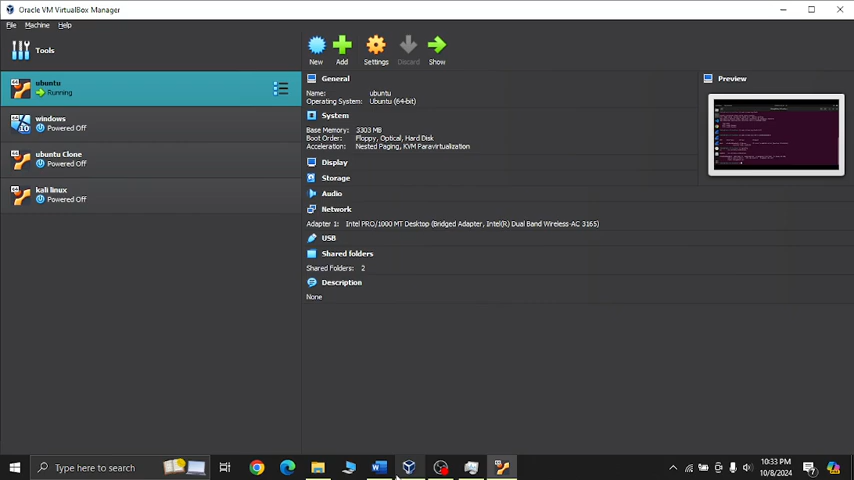 Oracle VM VirtualBox Manager
File Machine Help
Tools
New Add Settings Discard Show
ubuntu
Running
windows
Powered Off
ubuntu Clone
Powered Off
kali linux
Powered Off
General
Name: ubuntu
Operating System: Ubuntu (64-bit)
System
Base Memory: 3303 MB
Boot Order: Floppy, Optical, Hard Disk
Acceleration: Nested Paging, KVM Paravirtualization
Display
Storage
Audio
Network
Adapter 1: Intel PRO/1000 MT Desktop (Bridged Adapter, Intel(R) Dual Band Wireless-AC 3165)
USB
Shared folders
Shared Folders: 2
Description
None
Preview
Type here to search
10:33 PM
10/8/2024